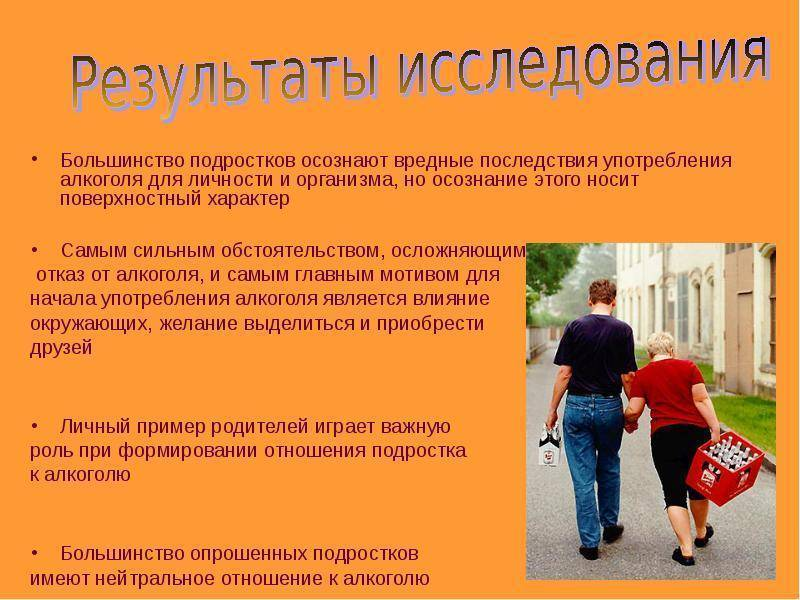 Результаты исследования
• Большинство подростков осознают вредные последствия употребления
алкоголя для личности и организма, но осознание этого носит
поверхностный характер
• Самым сильным обстоятельством, осложняющим
отказ от алкоголя, и самым главным мотивом для
начала употребления алкоголя является влияние
окружающих, желание выделиться и приобрести
друзей
• Личный пример родителей играет важную
роль при формировании отношения подростка
к алкоголю
• Большинство опрошенных подростков
имеют нейтральное отношение к алкоголю